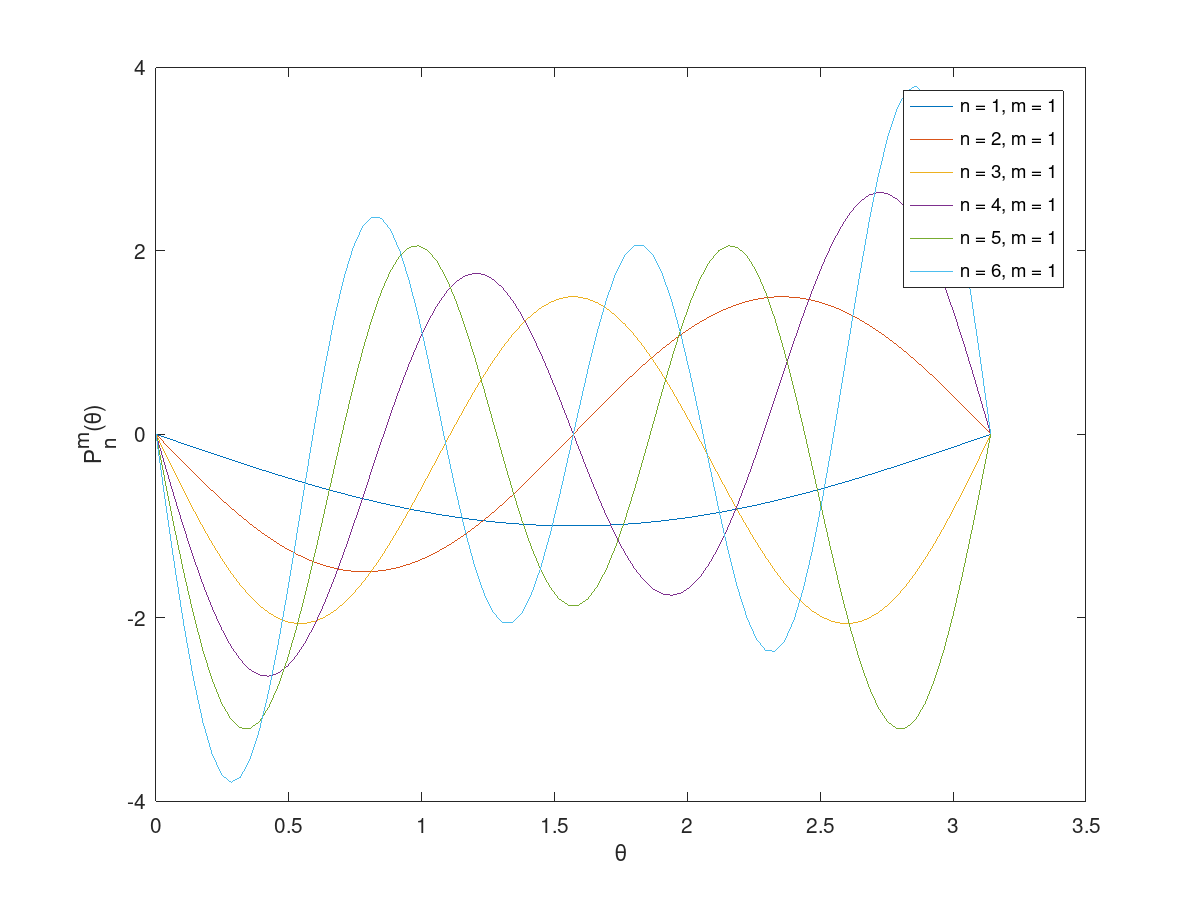 4
2
0
-2
-4
P^m_n(θ)
n = 1, m = 1
n = 2, m = 1
n = 3, m = 1
n = 4, m = 1
n = 5, m = 1
n = 6, m = 1
0 0.5 1 1.5 2 2.5 3 3.5
θ